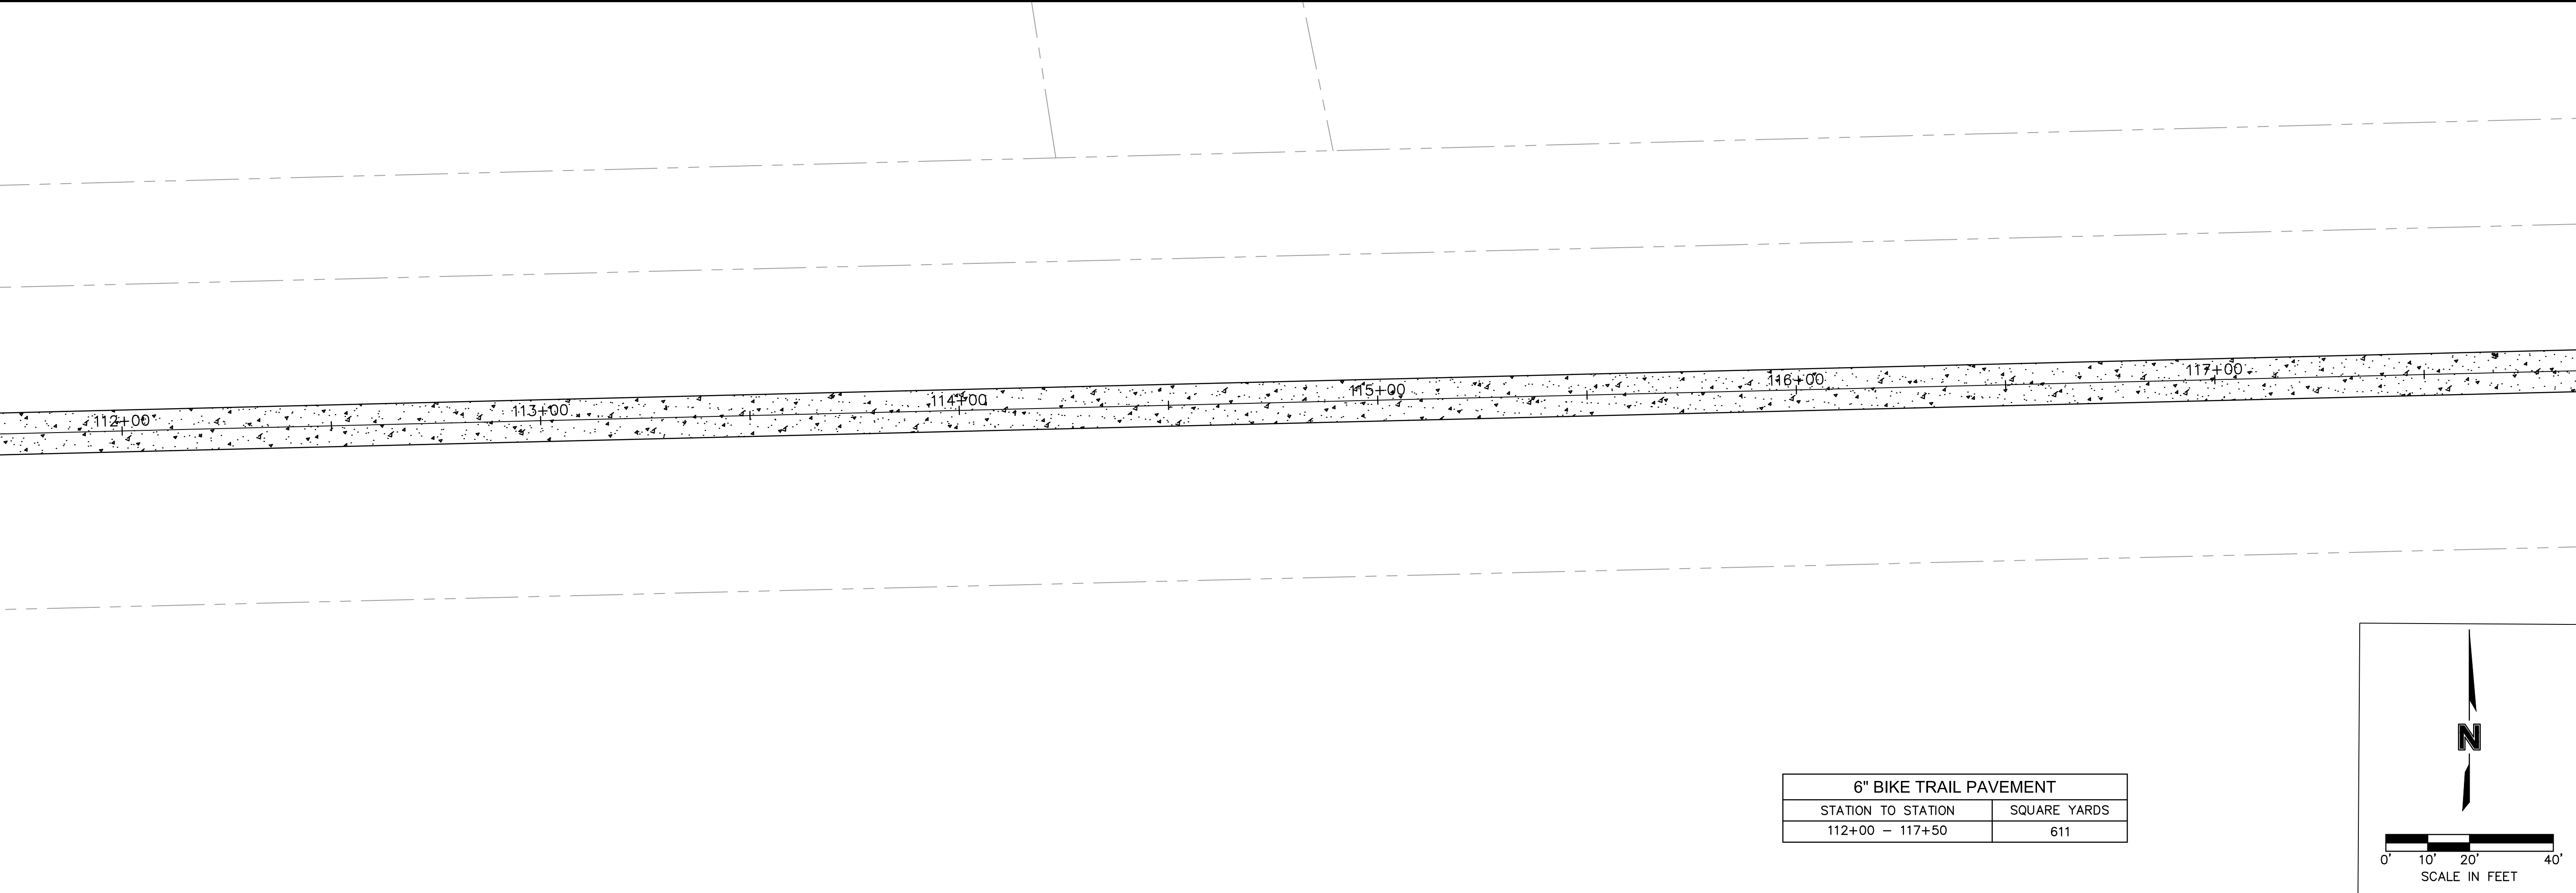 112+00
113+00
114+00
115+00
116+00
117+00
6" BIKE TRAIL PAVEMENT
STATION TO STATION SQUARE YARDS
112+00 – 117+50 611
N
0' 10' 20' 40'
SCALE IN FEET